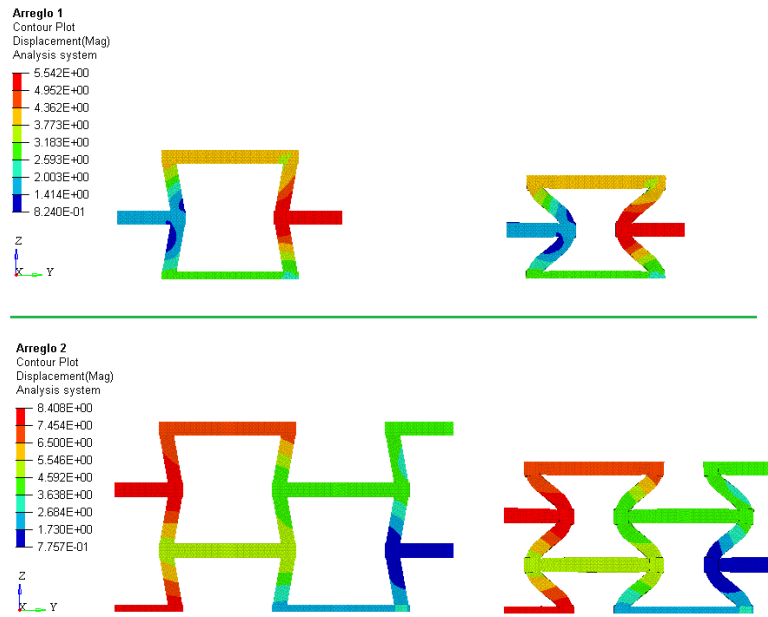 Arreglo 1
Contour Plot
Displacement(Mag)
Analysis system
5.542E+00
4.952E+00
4.362E+00
3.773E+00
3.183E+00
2.593E+00
2.003E+00
1.414E+00
8.240E-01
Z
X
Y
Arreglo 2
Contour Plot
Displacement(Mag)
Analysis system
8.408E+00
7.454E+00
6.500E+00
5.546E+00
4.592E+00
3.638E+00
2.684E+00
1.730E+00
7.757E-01
Z
X
Y